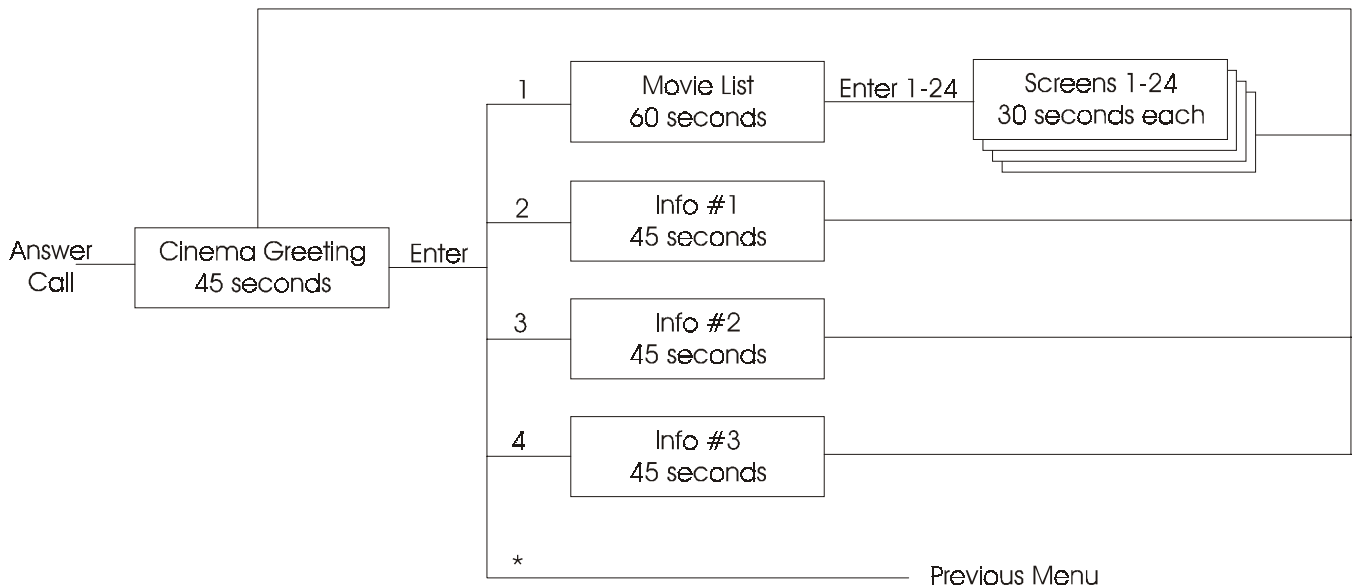 Answer
Call
Cinema Greeting
45 seconds
Enter
1
Movie List
60 seconds
Enter 1-24
Screens 1-24
30 seconds each
2
Info #1
45 seconds
3
Info #2
45 seconds
4
Info #3
45 seconds
*
Previous Menu